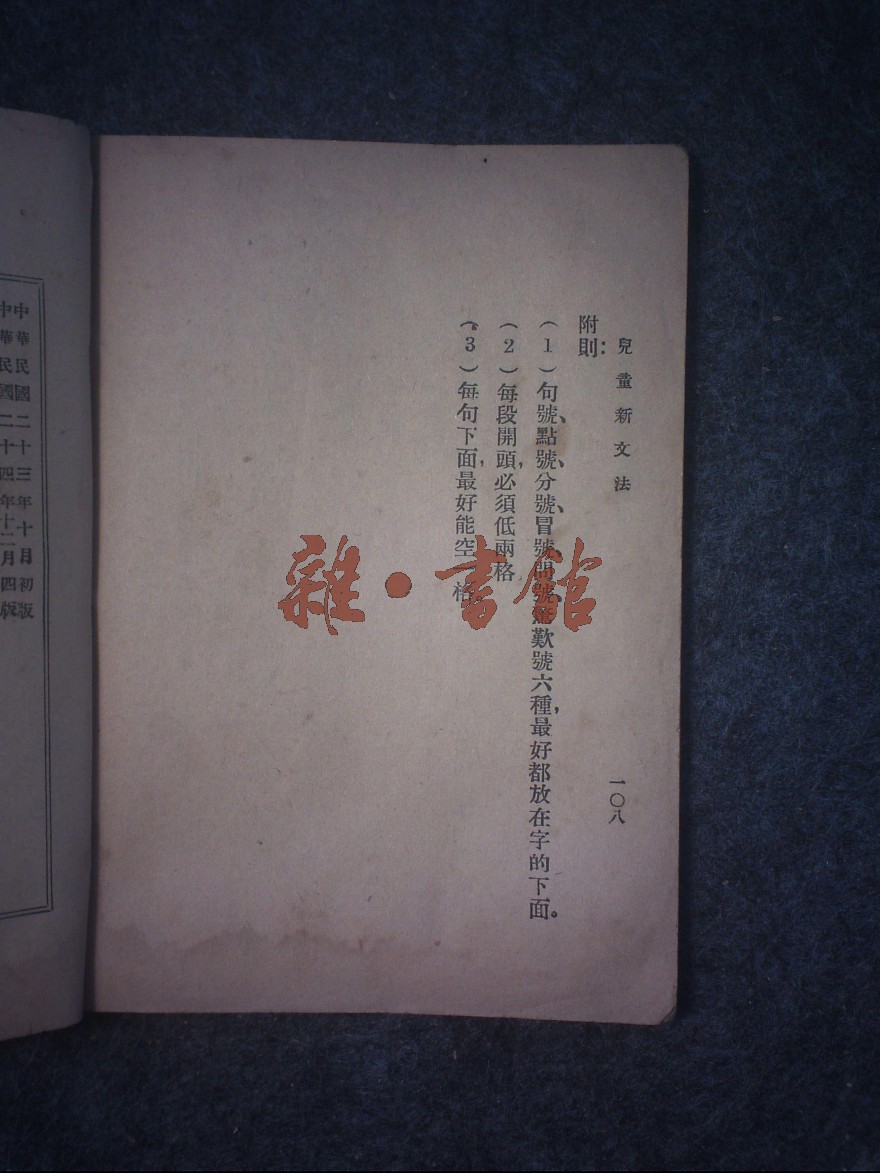 兒童新文法
一〇八
附則:
(1)句號、點號、分號、冒號、問號、驚歎號六種,最好都放在字的下面。
(2)每段開頭,必須低兩格
(3)每句下面,最好能空一格。
中華民國二十三年十月初版
中華民國二十四年十二月四版
雜·書館